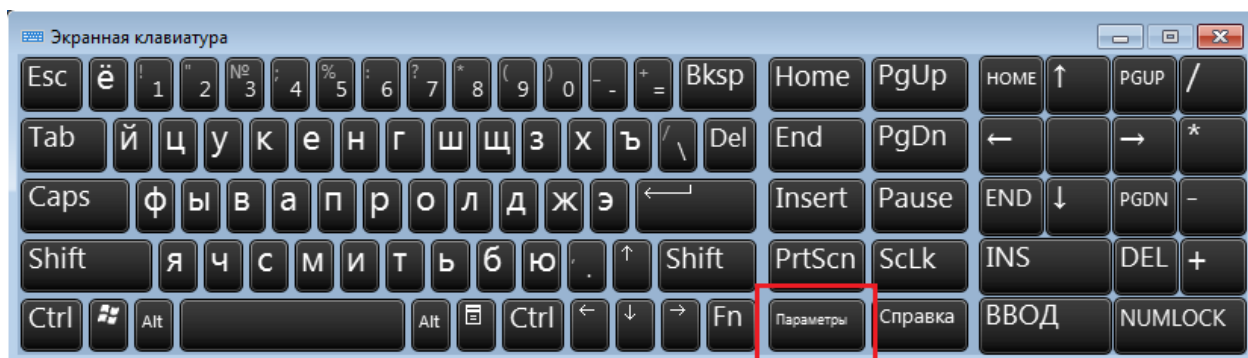 Экранная клавиатура
Esc ё ! 1 " 2 № 3 ; 4 % 5 : 6 ? 7 * 8 ( 9 ) 0 _ - + = Bksp Home PgUp HOME ↑ PGUP /
Tab й ц у к е н г ш щ з х ъ / \ Del End PgDn ← → *
Caps ф ы в а п р о л д ж э Insert Pause END ↓ PGDN -
Shift я ч с м и т ь б ю , . ↑ Shift PrtScn ScLk INS DEL +
Ctrl Alt Alt Ctrl ← ↓ → Fn Параметры Справка ВВОД NUMLOCK